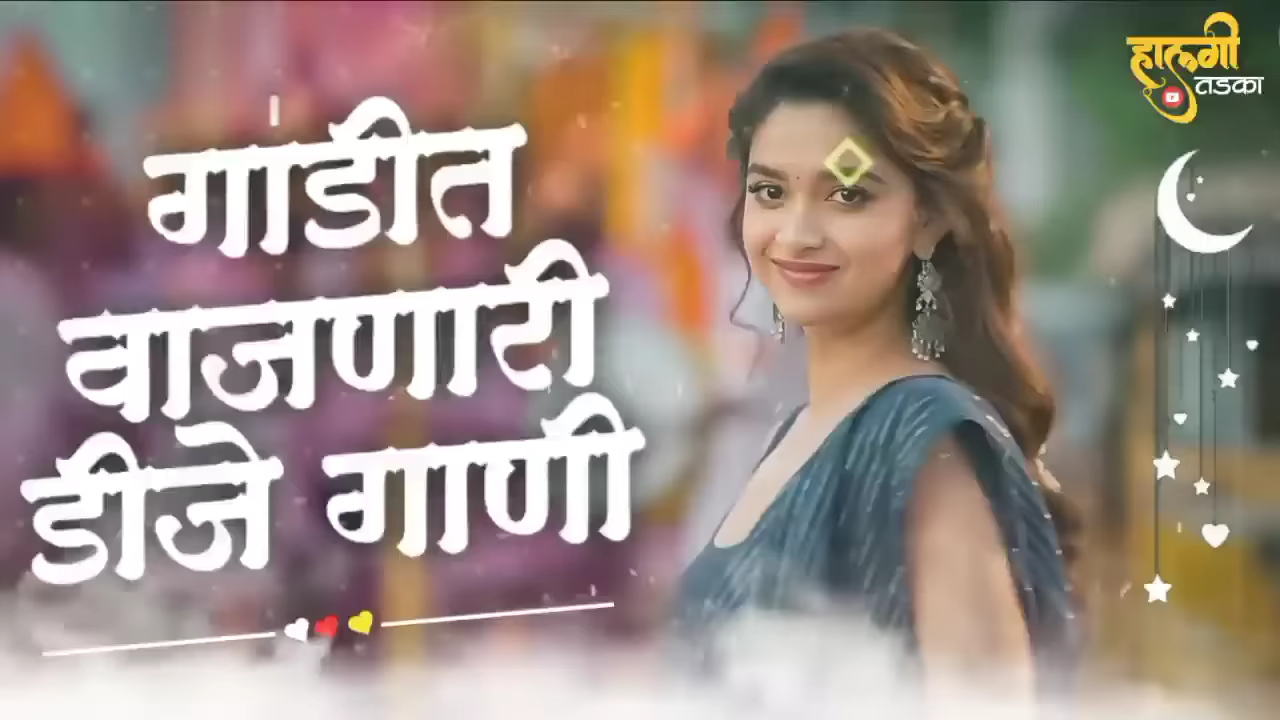 हालगी
तडका
गाडीत
वाजणारी
डीजे गाणी